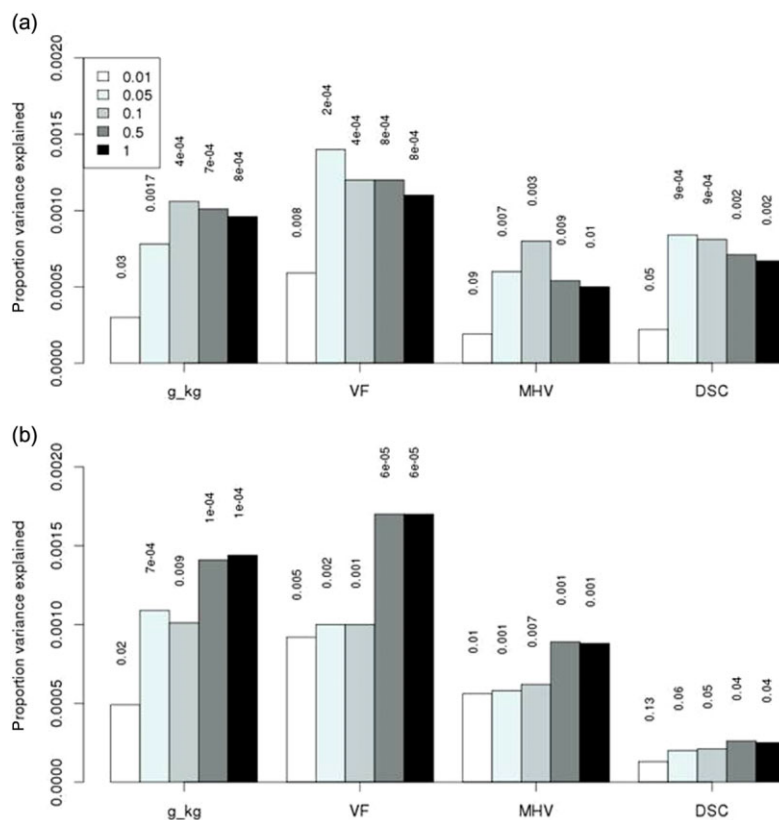 (a)
Proportion variance explained
0.0000 0.0005 0.0010 0.0015 0.0020
0.01
0.05
0.1
0.5
1
0.03 0.0017 4e-04 7e-04 8e-04
0.008 2e-04 4e-04 8e-04 8e-04
0.09 0.007 0.003 0.009 0.01
0.05 9e-04 9e-04 0.002 0.002
g_kg VF MHV DSC
(b)
Proportion variance explained
0.0000 0.0005 0.0010 0.0015 0.0020
0.02 7e-04 0.009 1e-04 1e-04
0.005 0.002 0.001 6e-05 6e-05
0.01 0.001 0.007 0.001 0.001
0.13 0.06 0.05 0.04 0.04
g_kg VF MHV DSC